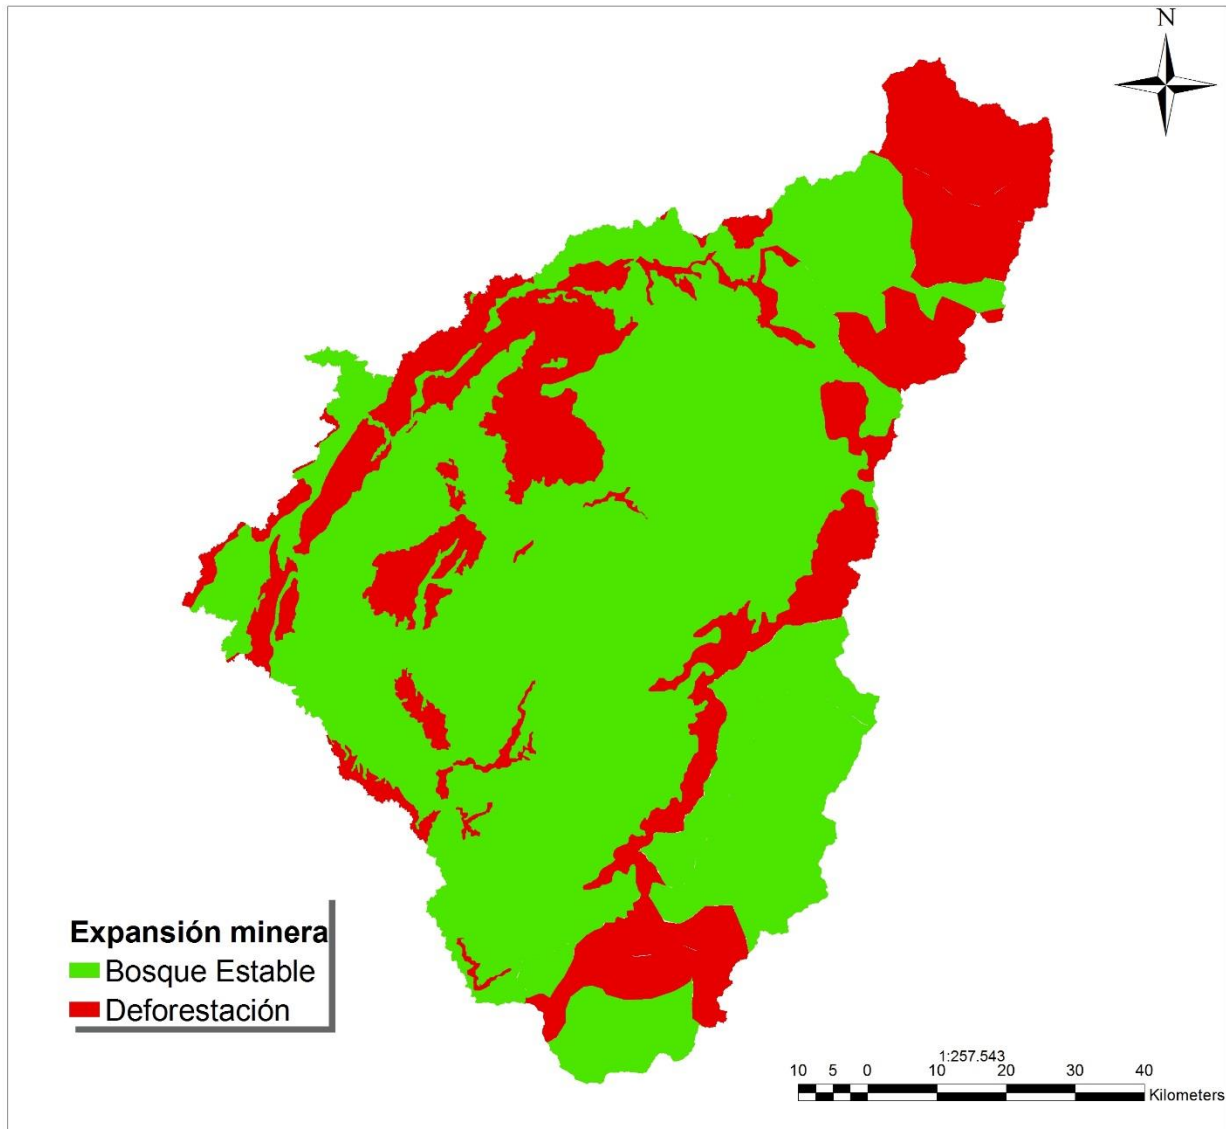 N
Expansión minera
Bosque Estable
Deforestación
1:257.543
10 5 0 10 20 30 40
Kilometers